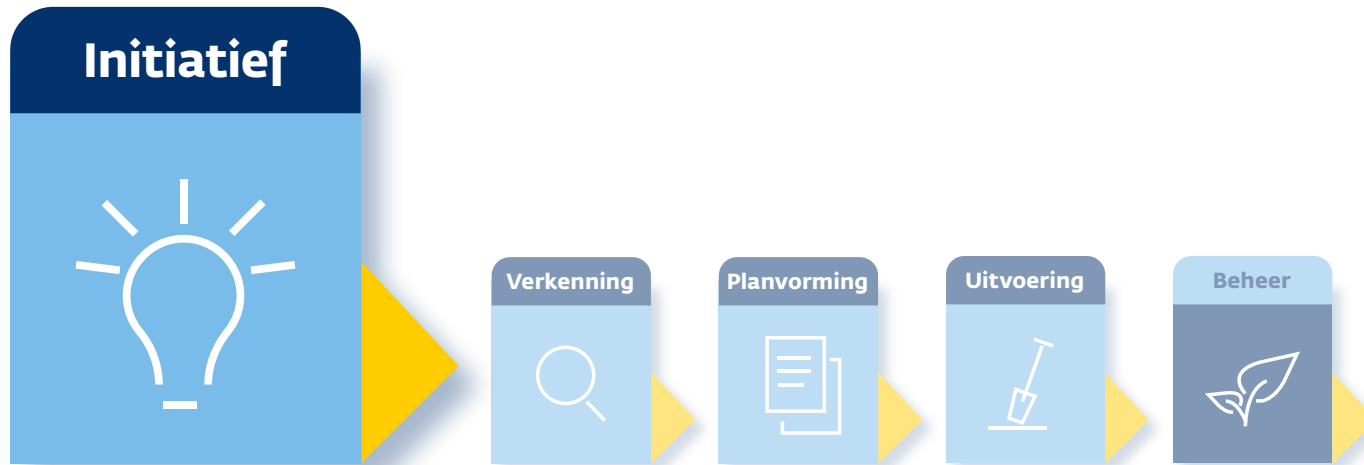 Initiatief
Verkenning
Planvorming
Uitvoering
Beheer